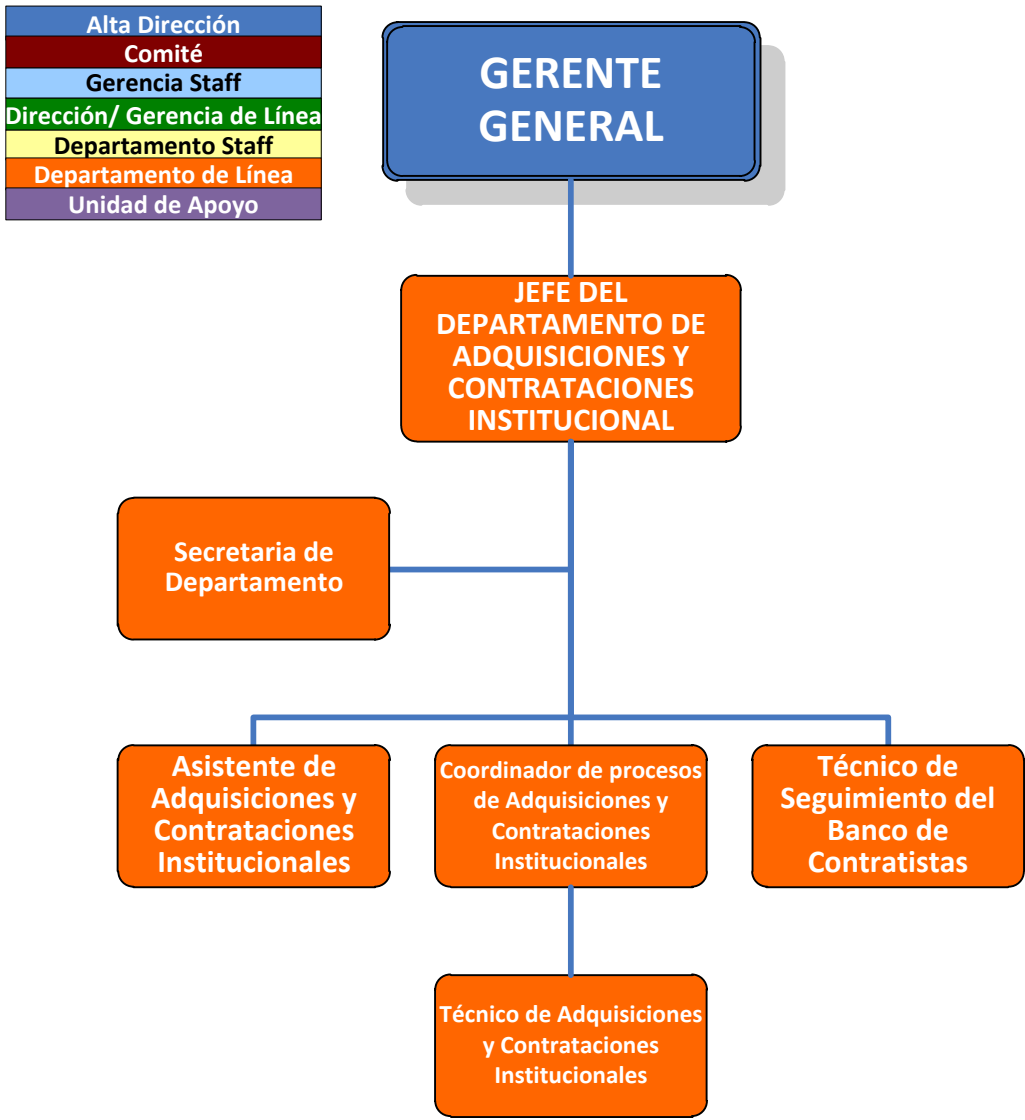 Alta Dirección
Comité
Gerencia Staff
Dirección/ Gerencia de Línea
Departamento Staff
Departamento de Línea
Unidad de Apoyo
GERENTE
GENERAL
JEFE DEL
DEPARTAMENTO DE
ADQUISICIONES Y
CONTRATACIONES
INSTITUCIONAL
Secretaria de
Departamento
Asistente de
Adquisiciones y
Contrataciones
Institucionales
Coordinador de procesos
de Adquisiciones y
Contrataciones
Institucionales
Técnico de
Seguimiento del
Banco de
Contratistas
Técnico de Adquisiciones
y Contrataciones
Institucionales